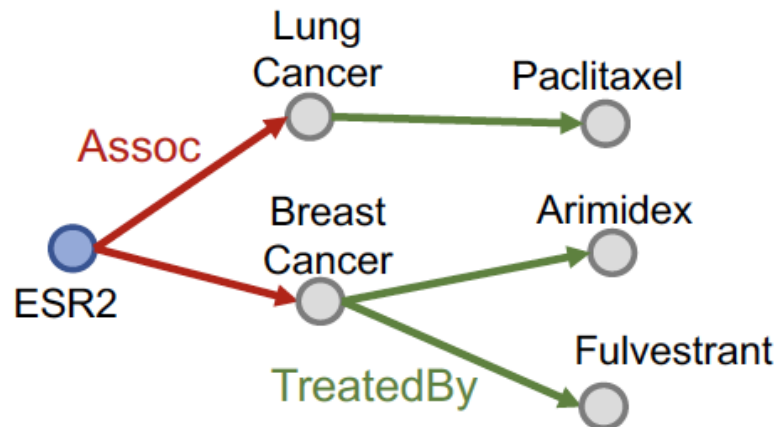 Lung
Cancer
Paclitaxel
Assoc
Breast
Cancer
Arimidex
ESR2
Fulvestrant
TreatedBy